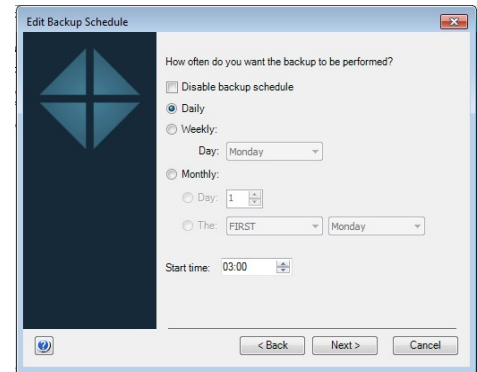 Edit Backup Schedule
How often do you want the backup to be performed?
Disable backup schedule
Daily
Weekly:
Day: Monday
Monthly:
Day: 1
The: FIRST Monday
Start time: 03:00
< Back Next > Cancel